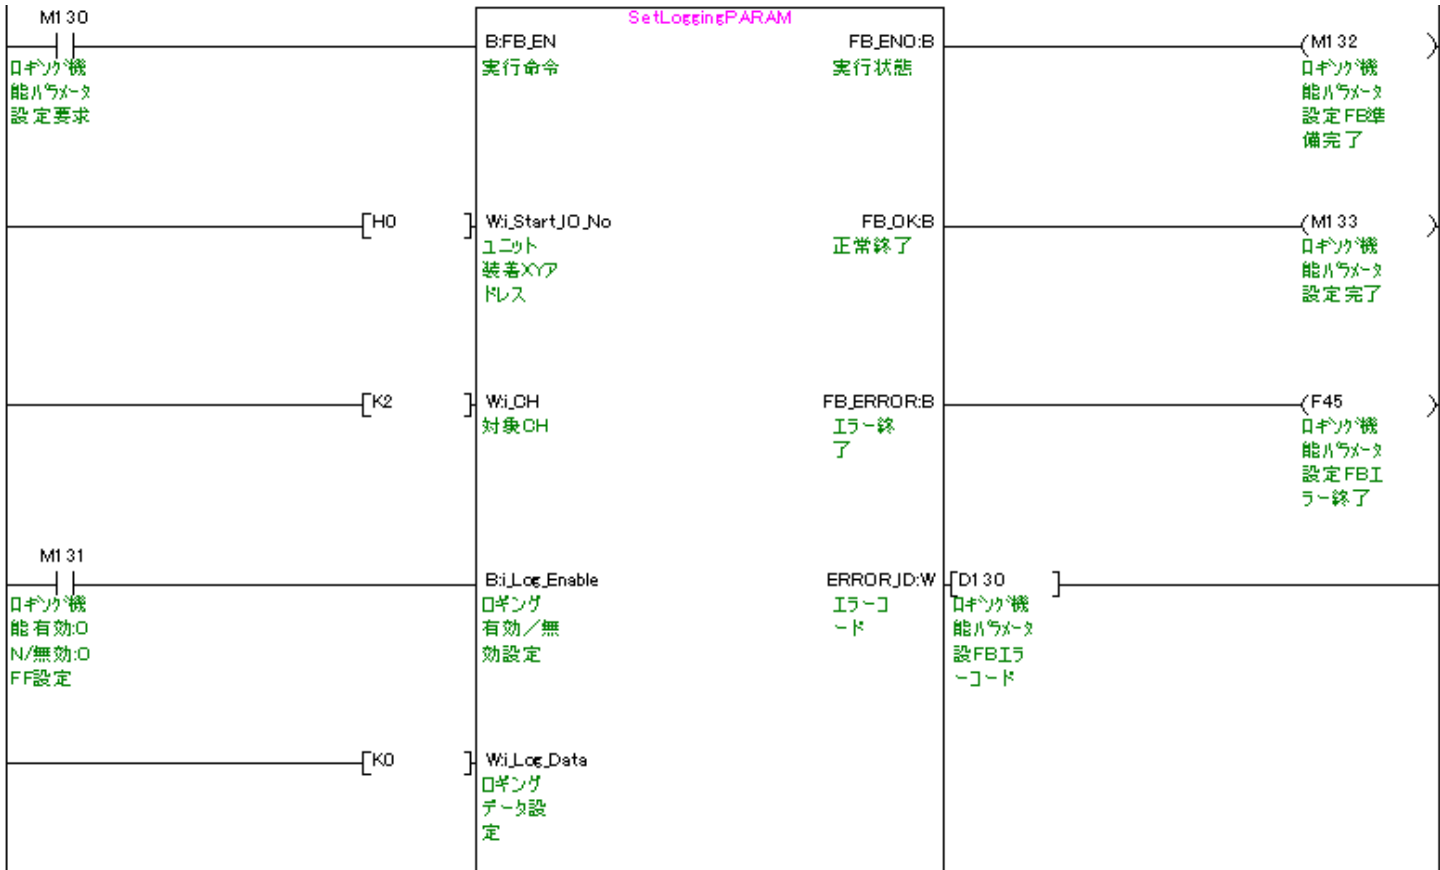 SetLoggingPARAM
M130
ロギング機
能パラメータ
設定要求
B:FB_EN
実行命令
FB_ENO:B
実行状態
M132
ロギング機
能パラメータ
設定FB準
備完了
H0
W:i_Start_IO_No
ユニット
装着XYア
ドレス
FB_OK:B
正常終了
M133
ロギング機
能パラメータ
設定完了
K2
W:i_CH
対象CH
FB_ERROR:B
エラー終
了
F45
ロギング機
能パラメータ
設定FBエ
ラー終了
M131
ロギング機
能有効:O
N/無効:O
FF設定
B:i_Log_Enable
ロギング
有効/無
効設定
ERROR_ID:W
エラーコ
ード
D130
ロギング機
能パラメータ
設FBエラ
ーコード
K0
W:i_Log_Data
ロギング
データ設
定